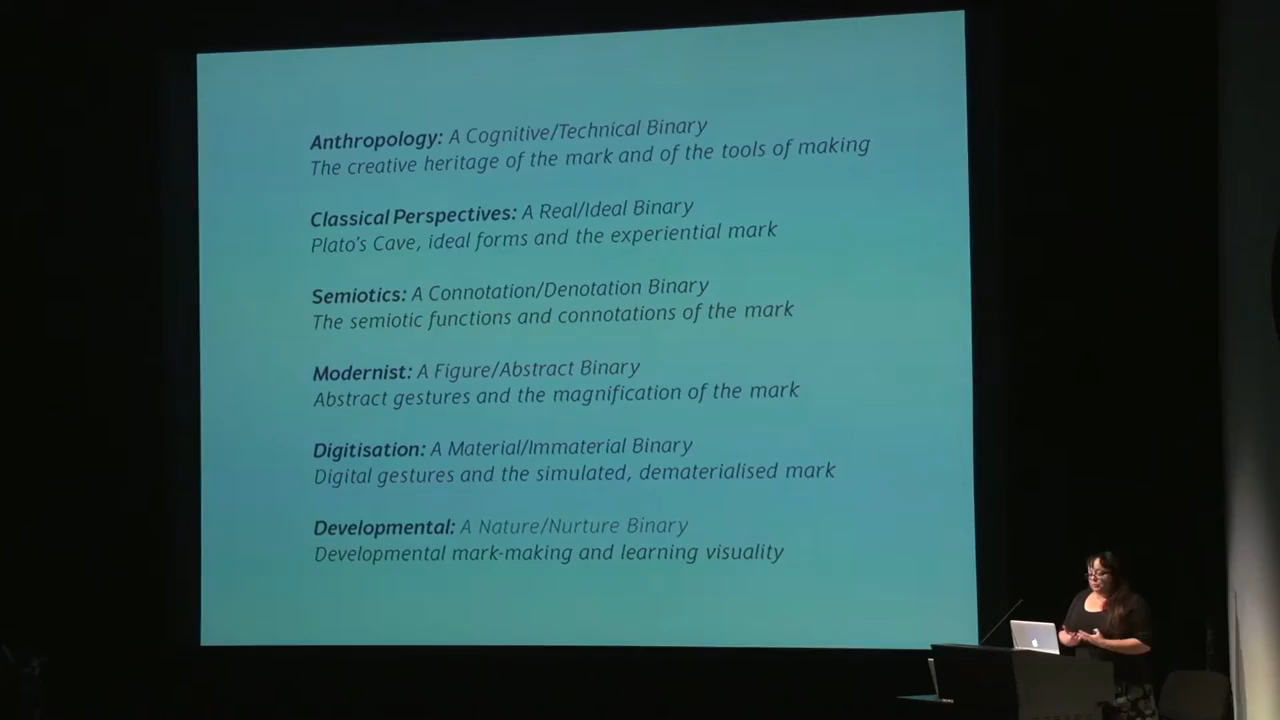 Anthropology: A Cognitive/Technical Binary
The creative heritage of the mark and of the tools of making
Classical Perspectives: A Real/Ideal Binary
Plato's Cave, ideal forms and the experiential mark
Semiotics: A Connotation/Denotation Binary
The semiotic functions and connotations of the mark
Modernist: A Figure/Abstract Binary
Abstract gestures and the magnification of the mark
Digitisation: A Material/Immaterial Binary
Digital gestures and the simulated, dematerialised mark
Developmental: A Nature/Nurture Binary
Developmental mark-making and learning visuality